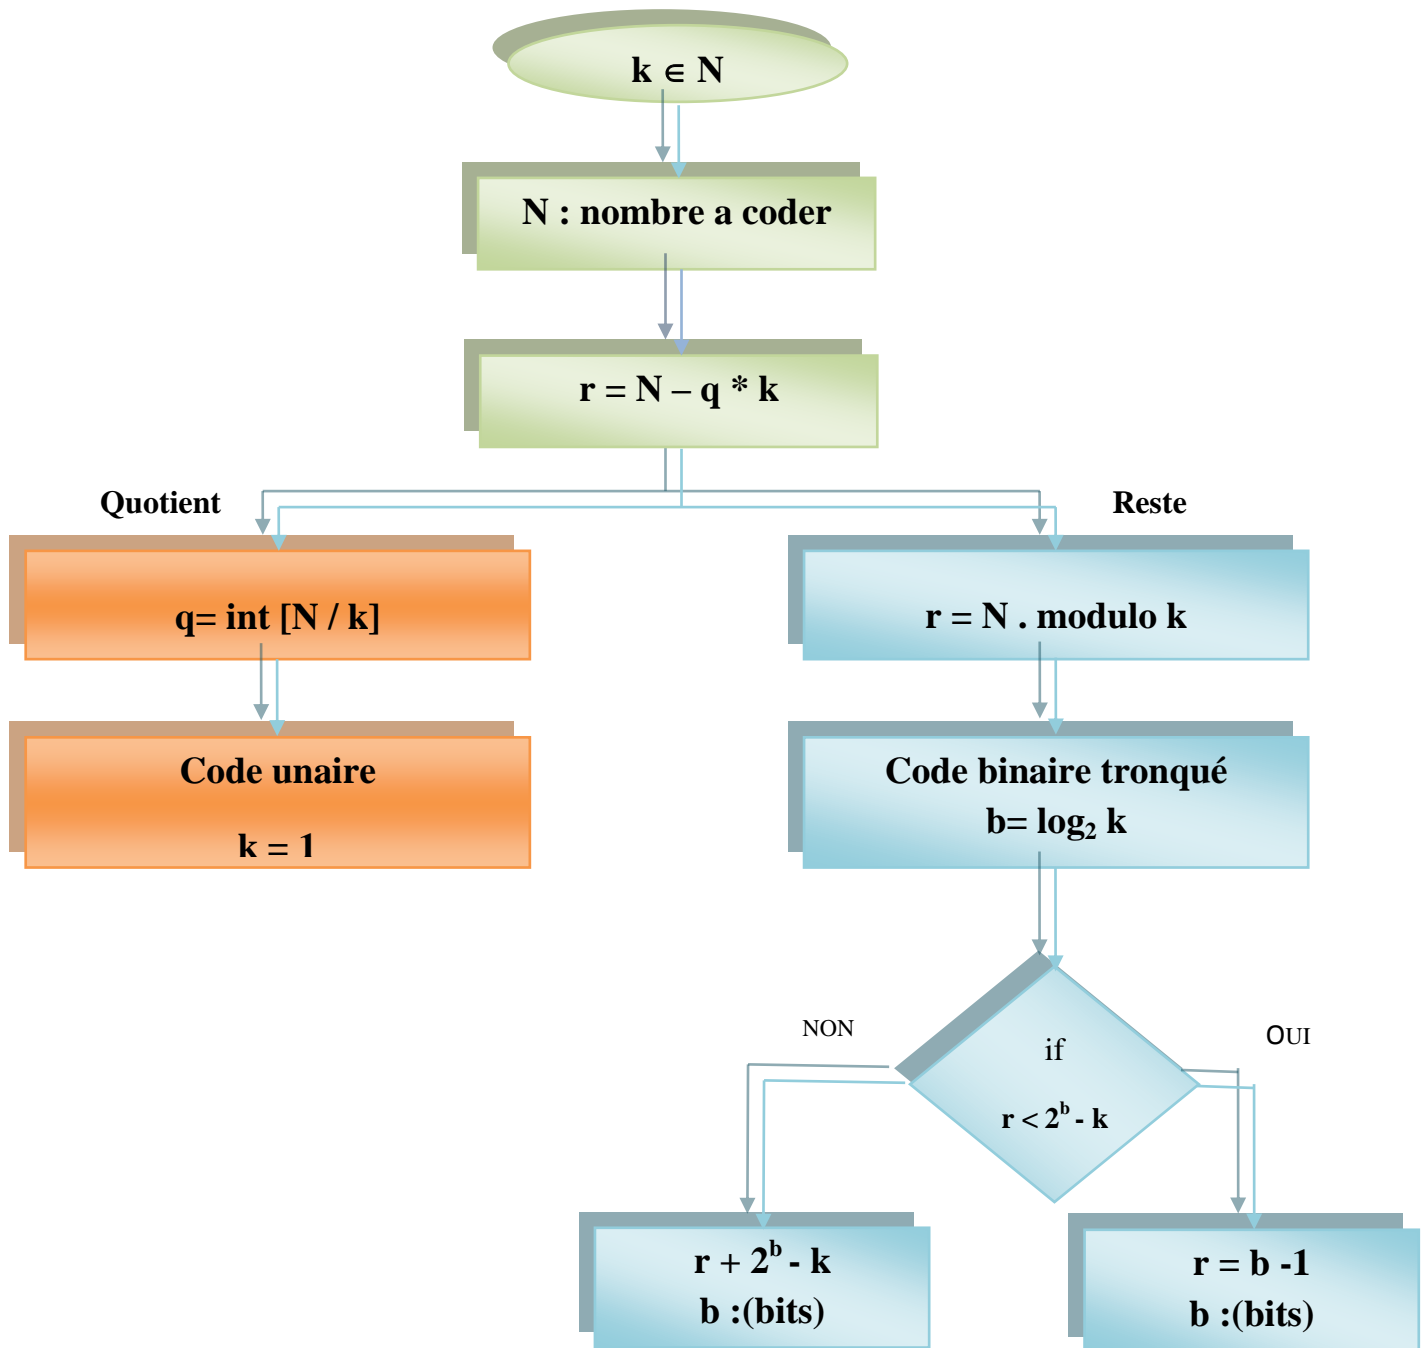 k ∈ N
N : nombre a coder
r = N – q * k
Quotient
Reste
q= int [N / k]
r = N . modulo k
Code unaire
k = 1
Code binaire tronqué
b= log₂ k
NON
OUI
if
r < 2ᵇ - k
r + 2ᵇ - k
b :(bits)
r = b -1
b :(bits)